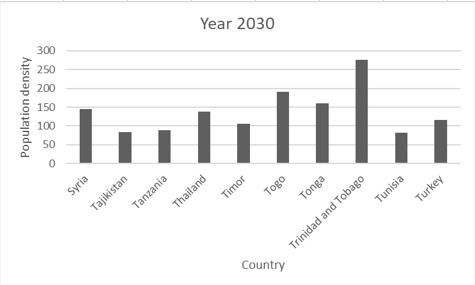 Year 2030
Population density
300
250
200
150
100
50
0
Syria
Tajikistan
Tanzania
Thailand
Timor
Togo
Tonga
Trinidad and Tobago
Tunisia
Turkey
Country